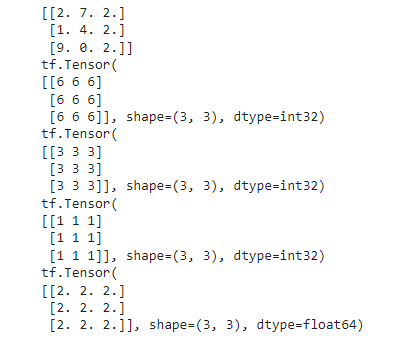 [[2. 7. 2.]
 [1. 4. 2.]
 [9. 0. 2.]]
tf.Tensor(
[[6 6 6]
 [6 6 6]
 [6 6 6]], shape=(3, 3), dtype=int32)
tf.Tensor(
[[3 3 3]
 [3 3 3]
 [3 3 3]], shape=(3, 3), dtype=int32)
tf.Tensor(
[[1 1 1]
 [1 1 1]
 [1 1 1]], shape=(3, 3), dtype=int32)
tf.Tensor(
[[2. 2. 2.]
 [2. 2. 2.]
 [2. 2. 2.]], shape=(3, 3), dtype=float64)